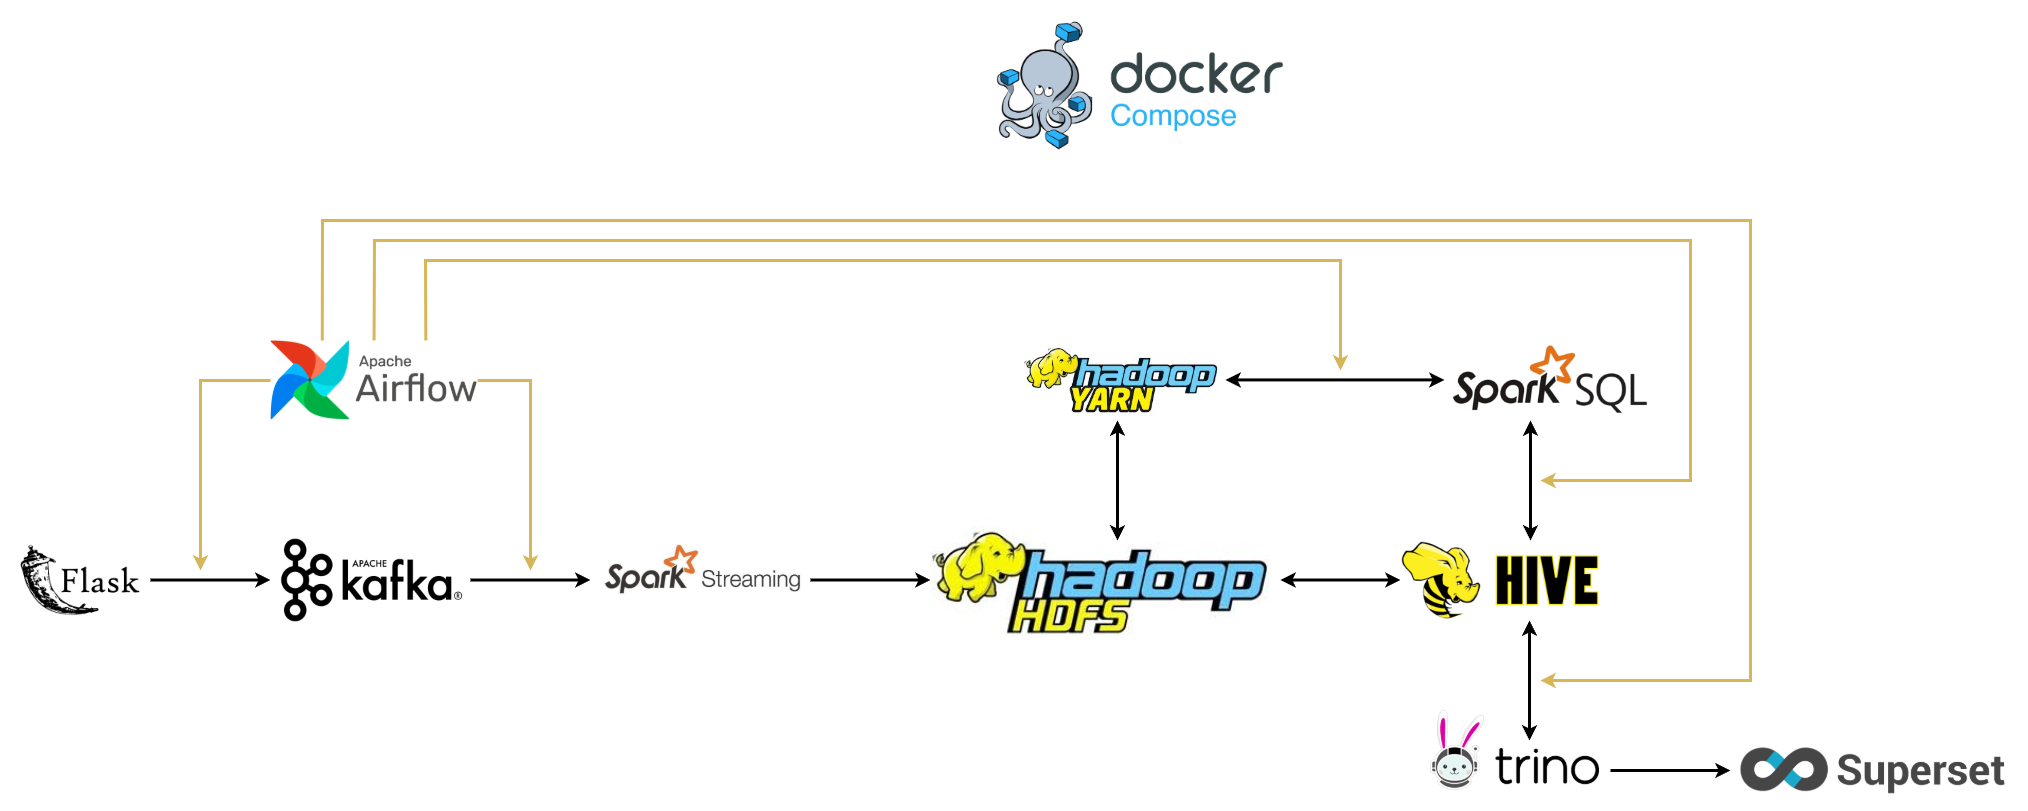 docker
Compose
Apache
Airflow
hadoop
YARN
Spark SQL
Flask
APACHE
kafka®
Spark Streaming
hadoop
HDFS
HIVE
trino
Superset